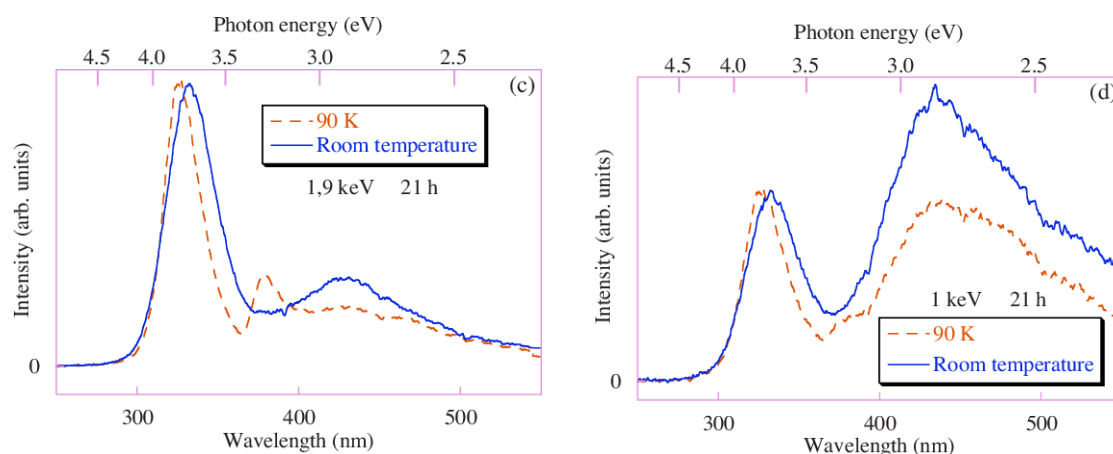 Photon energy (eV)
4.5 4.0 3.5 3.0 2.5
(c)
90 K
Room temperature
1,9 keV 21 h
Intensity (arb. units)
0
300 400 500
Wavelength (nm)
Photon energy (eV)
4.5 4.0 3.5 3.0 2.5
(d)
1 keV 21 h
90 K
Room temperature
Intensity (arb. units)
0
300 400 500
Wavelength (nm)